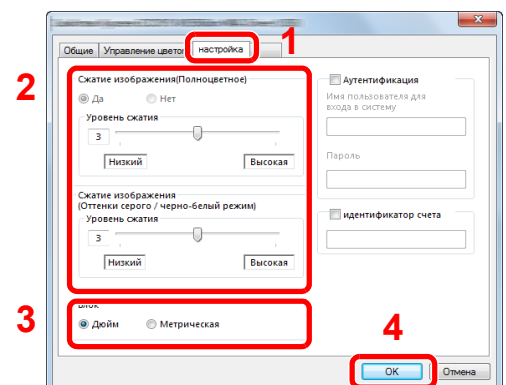 1
Общие Управление цветом настройка
2
Сжатие изображения(Полноцветное)
Да Нет
Уровень сжатия
3
Низкий Высокая
Сжатие изображения
(Оттенки серого / черно-белый режим)
Уровень сжатия
3
Низкий Высокая
3
Блок
Дюйм Метрическая
Аутентификация
Имя пользователя для
входа в систему
Пароль
идентификатор счета
4
OK Отмена